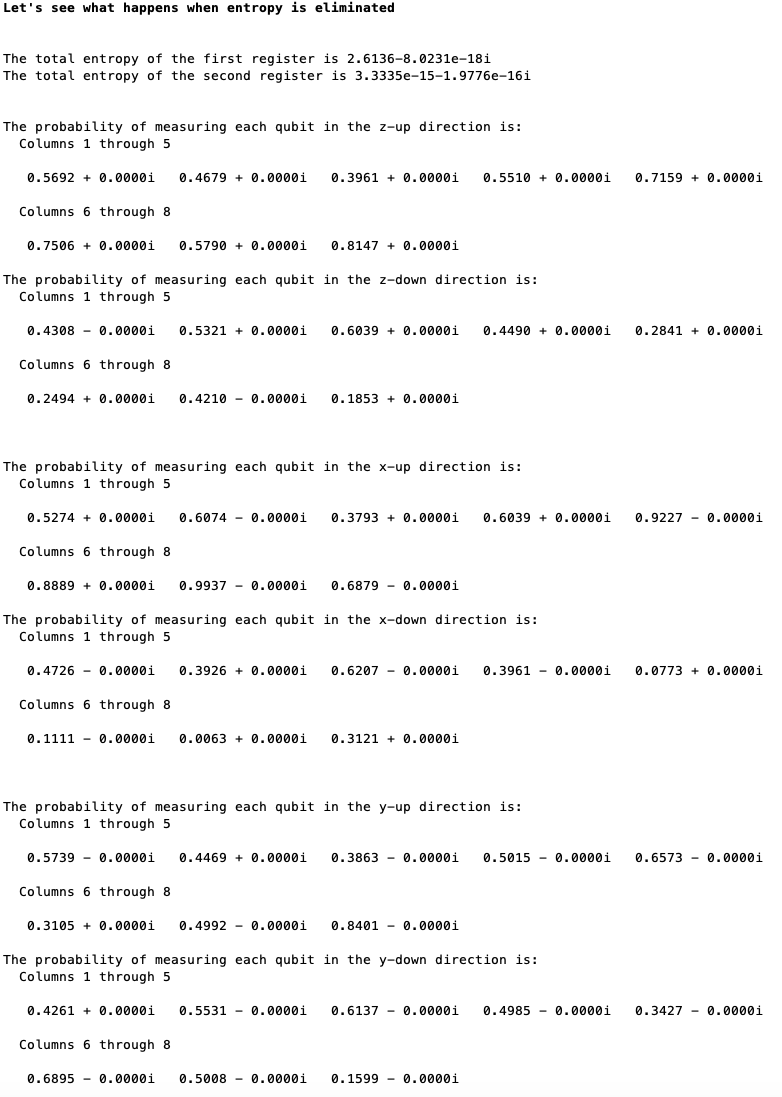 Let's see what happens when entropy is eliminated
The total entropy of the first register is 2.6136-8.0231e-18i
The total entropy of the second register is 3.3335e-15-1.9776e-16i
The probability of measuring each qubit in the z-up direction is:
Columns 1 through 5
0.5692 + 0.0000i   0.4679 + 0.0000i   0.3961 + 0.0000i   0.5510 + 0.0000i   0.7159 + 0.0000i
Columns 6 through 8
0.7506 + 0.0000i   0.5790 + 0.0000i   0.8147 + 0.0000i
The probability of measuring each qubit in the z-down direction is:
Columns 1 through 5
0.4308 - 0.0000i   0.5321 + 0.0000i   0.6039 + 0.0000i   0.4490 + 0.0000i   0.2841 + 0.0000i
Columns 6 through 8
0.2494 + 0.0000i   0.4210 - 0.0000i   0.1853 + 0.0000i
The probability of measuring each qubit in the x-up direction is:
Columns 1 through 5
0.5274 + 0.0000i   0.6074 - 0.0000i   0.3793 + 0.0000i   0.6039 + 0.0000i   0.9227 - 0.0000i
Columns 6 through 8
0.8889 + 0.0000i   0.9937 - 0.0000i   0.6879 - 0.0000i
The probability of measuring each qubit in the x-down direction is:
Columns 1 through 5
0.4726 - 0.0000i   0.3926 + 0.0000i   0.6207 - 0.0000i   0.3961 - 0.0000i   0.0773 + 0.0000i
Columns 6 through 8
0.1111 - 0.0000i   0.0063 + 0.0000i   0.3121 + 0.0000i
The probability of measuring each qubit in the y-up direction is:
Columns 1 through 5
0.5739 - 0.0000i   0.4469 + 0.0000i   0.3863 - 0.0000i   0.5015 - 0.0000i   0.6573 - 0.0000i
Columns 6 through 8
0.3105 + 0.0000i   0.4992 - 0.0000i   0.8401 - 0.0000i
The probability of measuring each qubit in the y-down direction is:
Columns 1 through 5
0.4261 + 0.0000i   0.5531 - 0.0000i   0.6137 - 0.0000i   0.4985 - 0.0000i   0.3427 - 0.0000i
Columns 6 through 8
0.6895 - 0.0000i   0.5008 - 0.0000i   0.1599 - 0.0000i